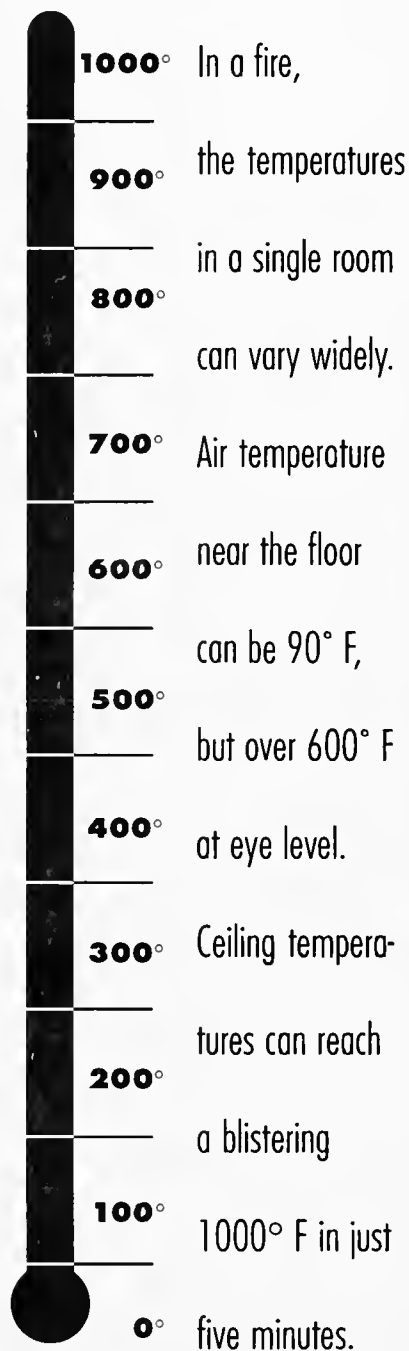 1000° In a fire,
900° the temperatures
800° in a single room
can vary widely.
700° Air temperature
600° near the floor
can be 90° F,
500° but over 600° F
400° at eye level.
300° Ceiling tempera-
tures can reach
200° a blistering
100° 1000° F in just
0° five minutes.